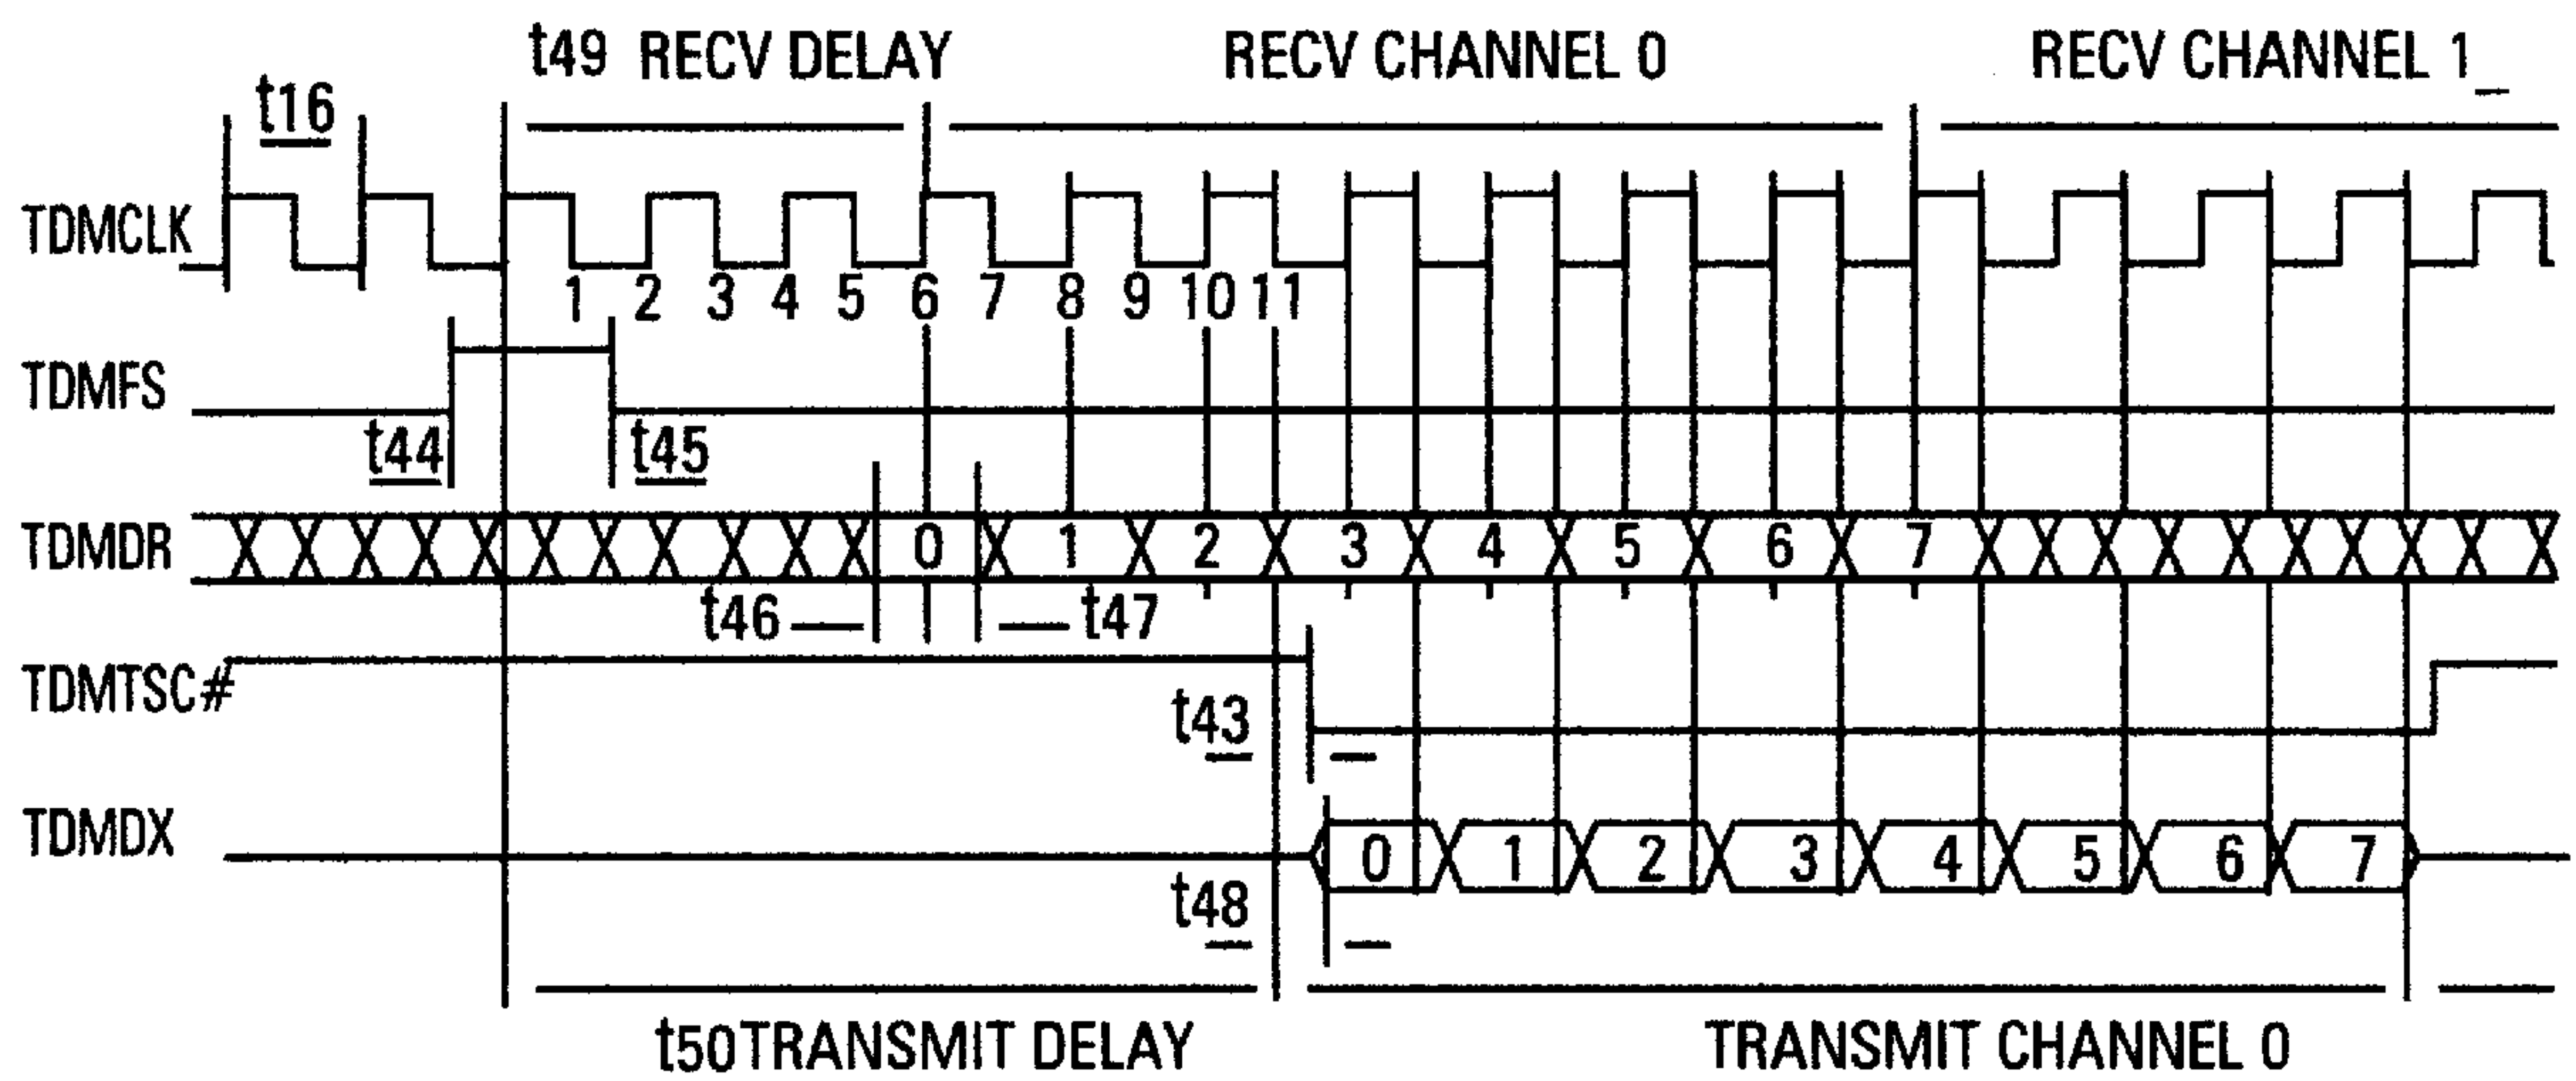 t49 RECV DELAY RECV CHANNEL 0 RECV CHANNEL 1
t16
TDMCLK
1 2 3 4 5 6 7 8 9 10 11
TDMFS
t44 t45
TDMDR 0 1 2 3 4 5 6 7
t46 t47
TDMTSC#
t43
TDMDX 0 1 2 3 4 5 6 7
t48
t50 TRANSMIT DELAY TRANSMIT CHANNEL 0